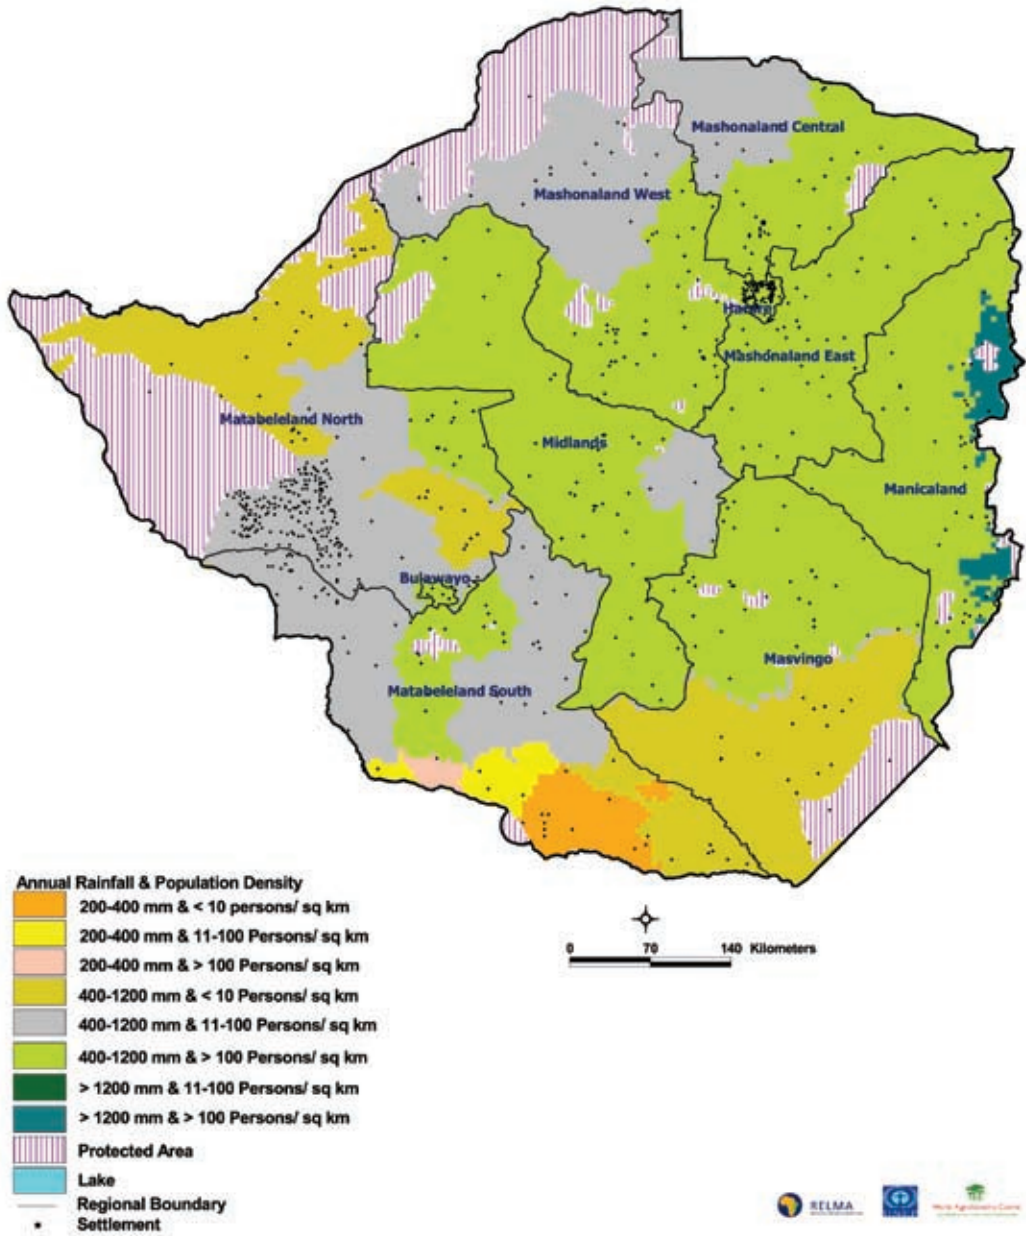 Mashonaland Central
Mashonaland West
Harare
Mashonaland East
Matabeleland North
Midlands
Manicaland
Bulawayo
Masvingo
Matabeleland South
Annual Rainfall & Population Density
200-400 mm & < 10 persons/ sq km
200-400 mm & 11-100 Persons/ sq km
200-400 mm & > 100 Persons/ sq km
400-1200 mm & < 10 Persons/ sq km
400-1200 mm & 11-100 Persons/ sq km
400-1200 mm & > 100 Persons/ sq km
> 1200 mm & 11-100 Persons/ sq km
> 1200 mm & > 100 Persons/ sq km
Protected Area
Lake
Regional Boundary
Settlement
0 70 140 Kilometers
RELMA
World Agroforestry Centre